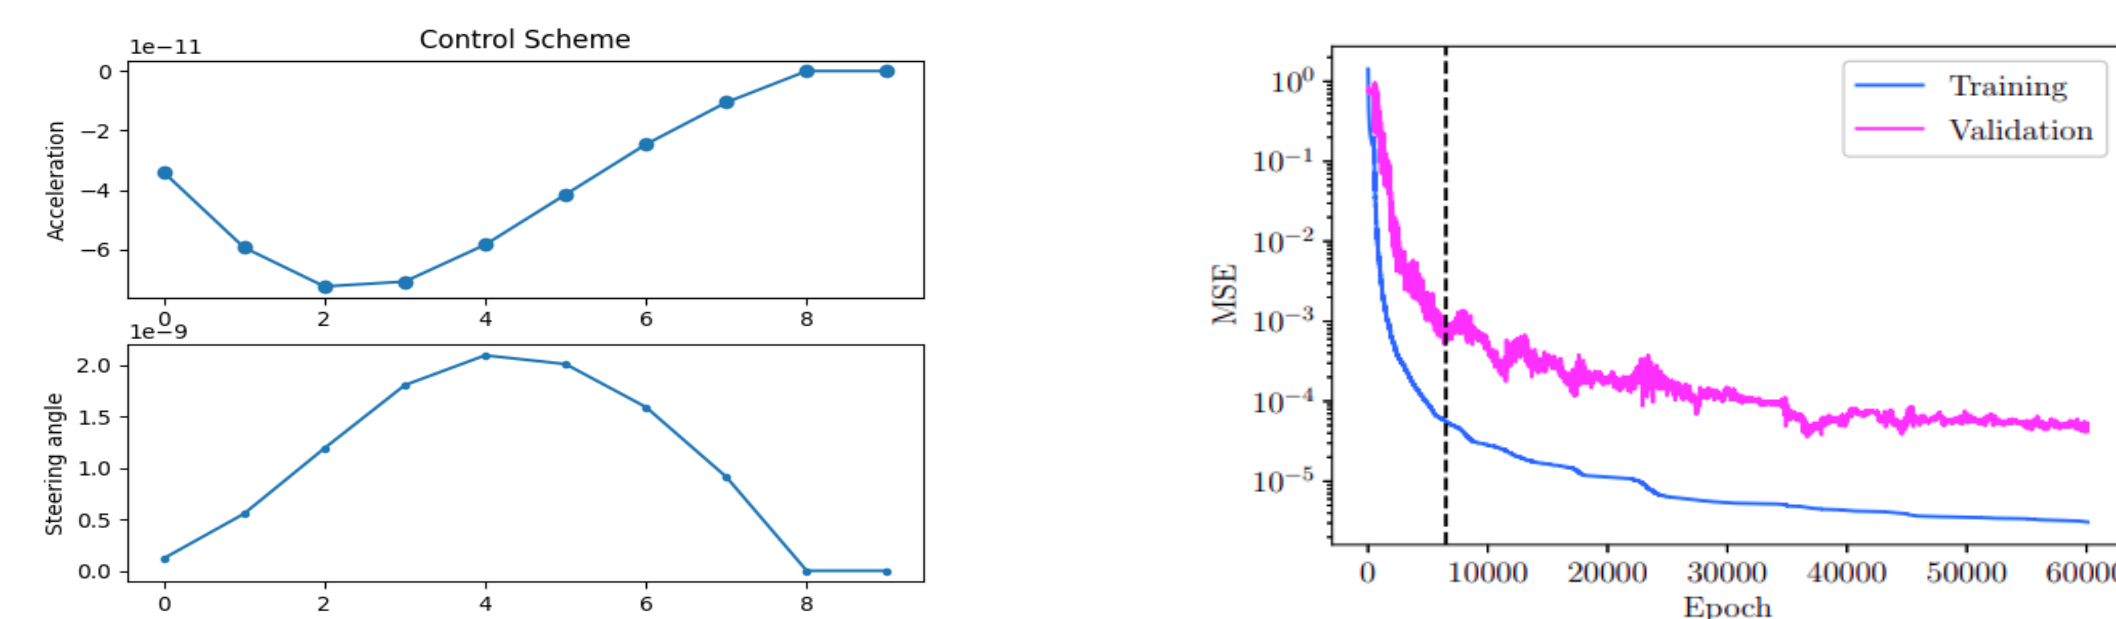 Control Scheme
1e−11
0
−2
−4
−6
Acceleration
0 2 4 6 8
1e−9
2.0
1.5
1.0
0.5
0.0
Steering angle
0 2 4 6 8
10^0
10^−1
10^−2
10^−3
10^−4
10^−5
MSE
Training
Validation
0 10000 20000 30000 40000 50000 6000
Epoch